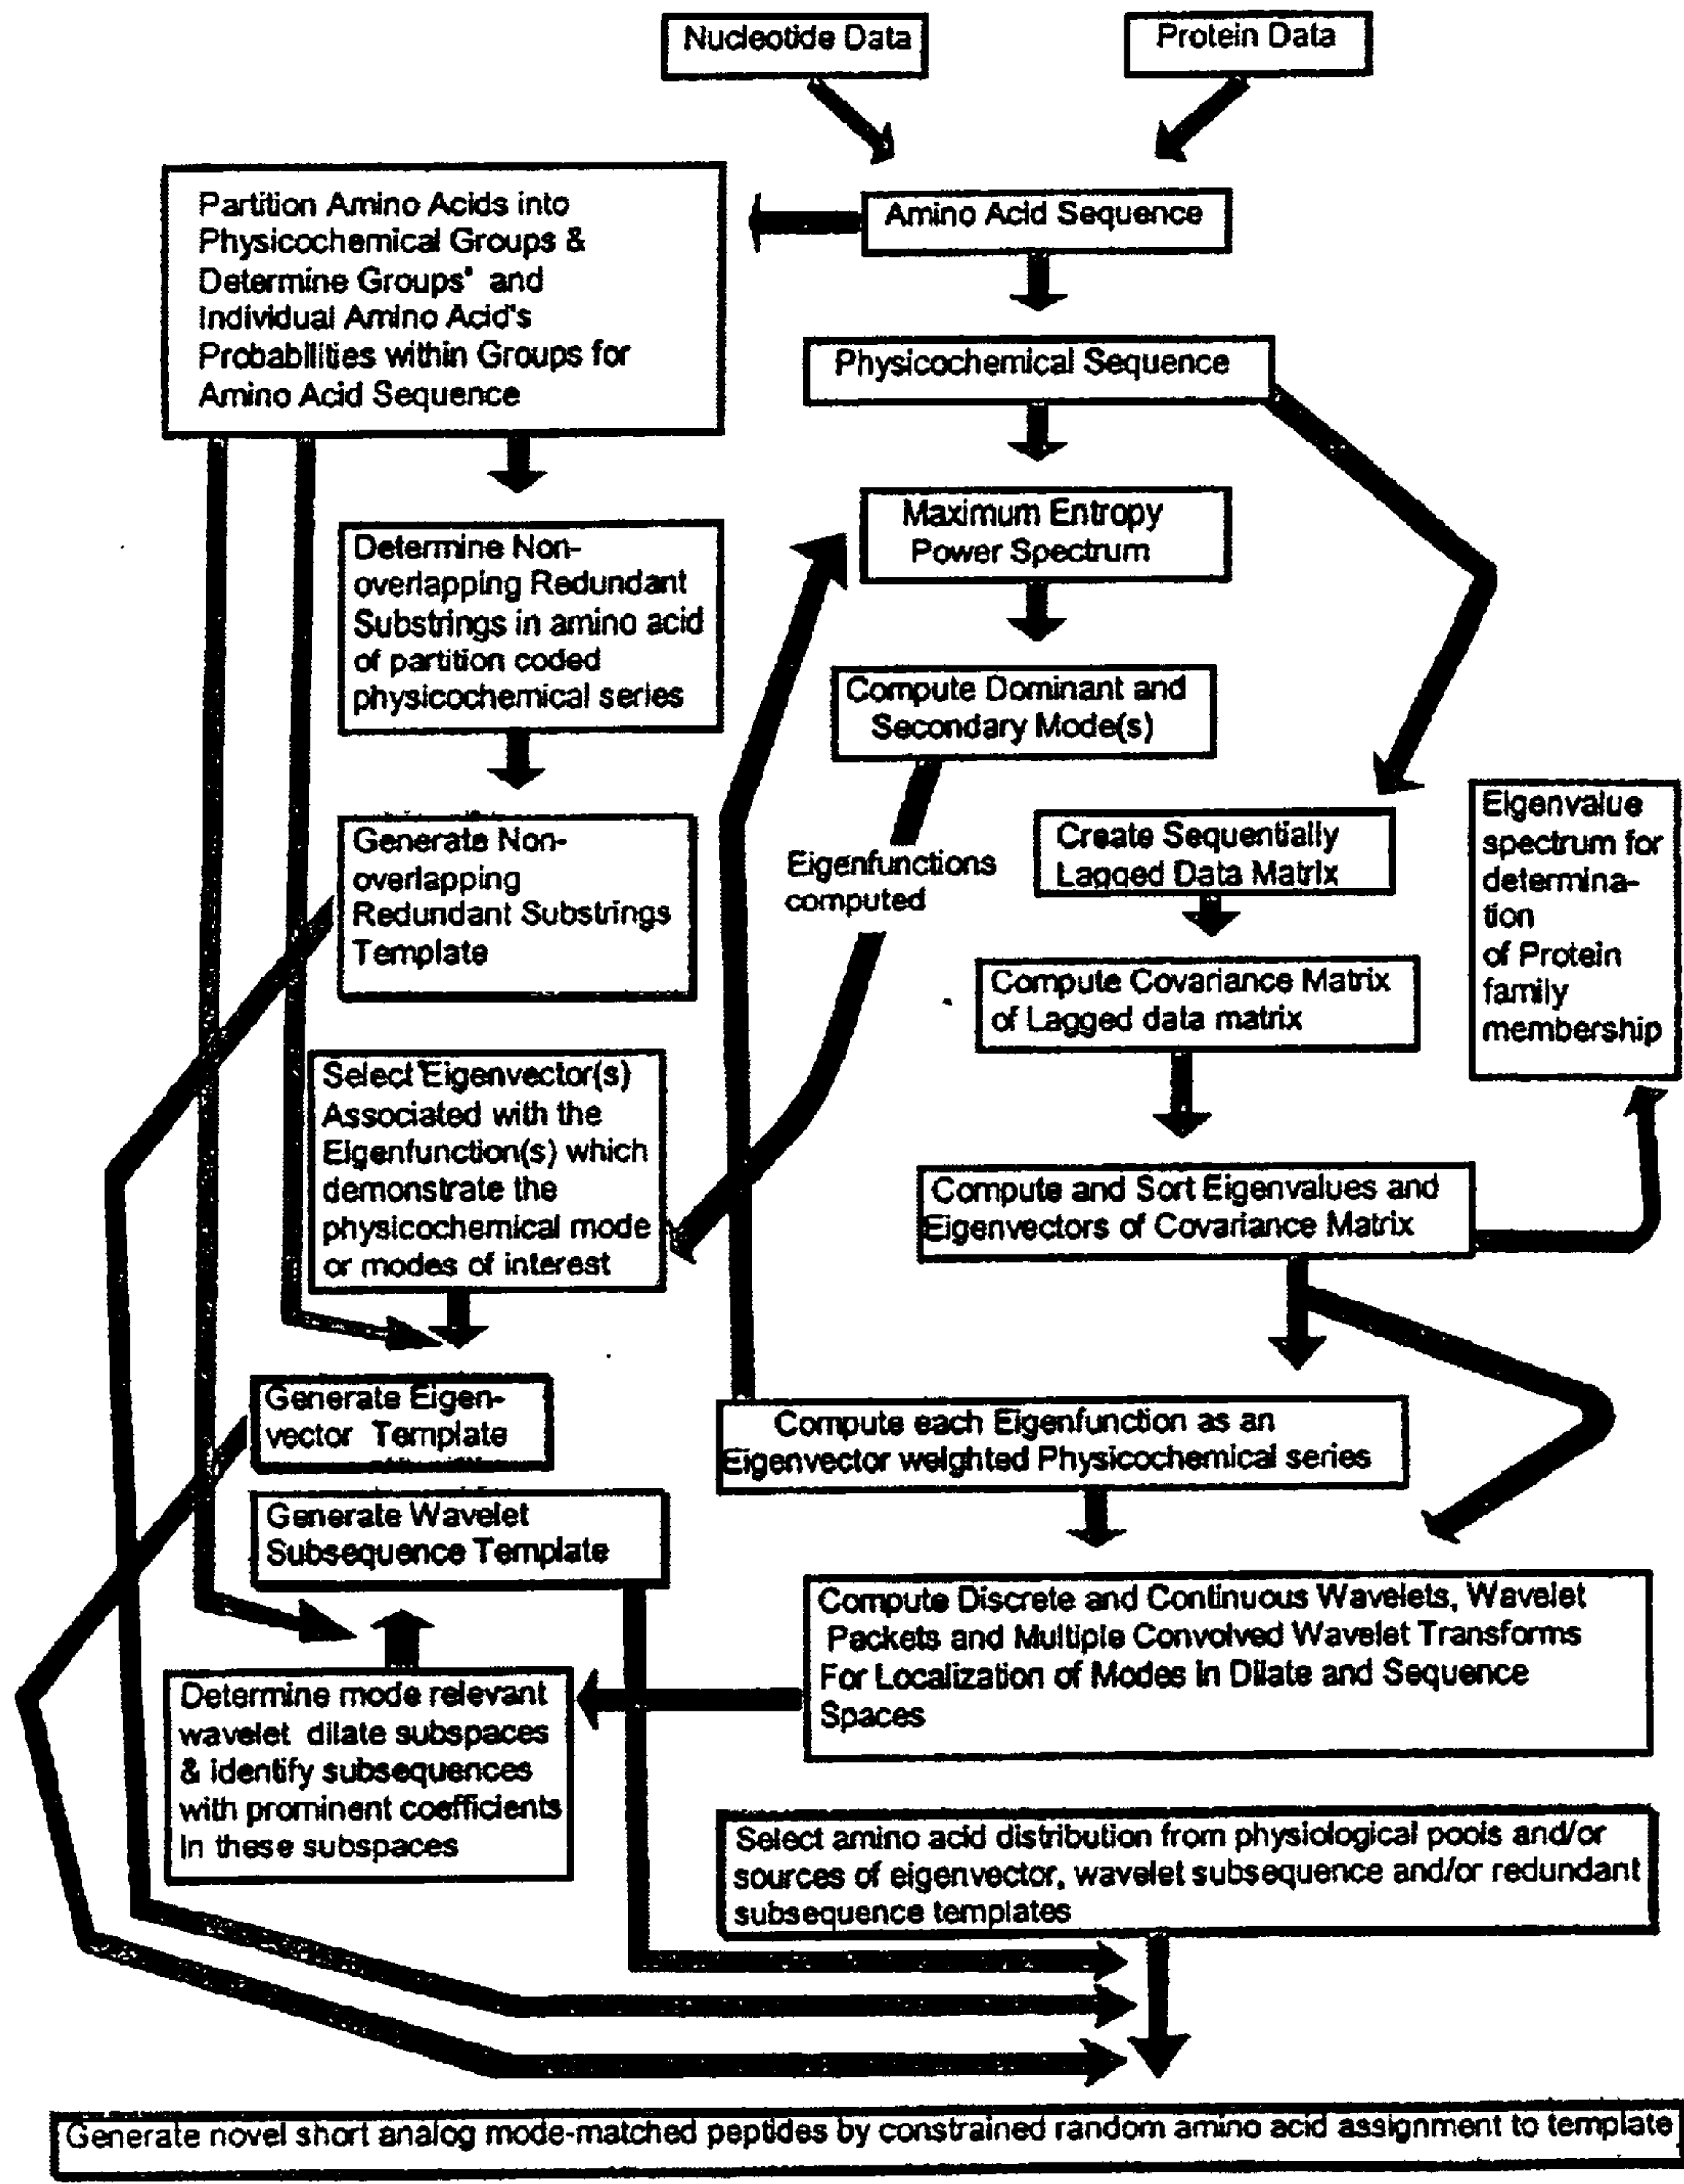 Nucleotide Data
Protein Data
Amino Acid Sequence
Partition Amino Acids into
Physicochemical Groups &
Determine Groups' and
Individual Amino Acid's
Probabilities within Groups for
Amino Acid Sequence
Physicochemical Sequence
Maximum Entropy
Power Spectrum
Determine Non-
overlapping Redundant
Substrings in amino acid
of partition coded
physicochemical series
Compute Dominant and
Secondary Mode(s)
Eigenfunctions
computed
Create Sequentially
Lagged Data Matrix
Eigenvalue
spectrum for
determina-
tion
of Protein
family
membership
Generate Non-
overlapping
Redundant Substrings
Template
Compute Covariance Matrix
of Lagged data matrix
Select Eigenvector(s)
Associated with the
Eigenfunction(s) which
demonstrate the
physicochemical mode
or modes of interest
Compute and Sort Eigenvalues and
Eigenvectors of Covariance Matrix
Generate Eigen-
vector Template
Compute each Eigenfunction as an
Eigenvector weighted Physicochemical series
Generate Wavelet
Subsequence Template
Compute Discrete and Continuous Wavelets, Wavelet
Packets and Multiple Convolved Wavelet Transforms
For Localization of Modes in Dilate and Sequence
Spaces
Determine mode relevant
wavelet dilate subspaces
& identify subsequences
with prominent coefficients
in these subspaces
Select amino acid distribution from physiological pools and/or
sources of eigenvector, wavelet subsequence and/or redundant
subsequence templates
Generate novel short analog mode-matched peptides by constrained random amino acid assignment to template